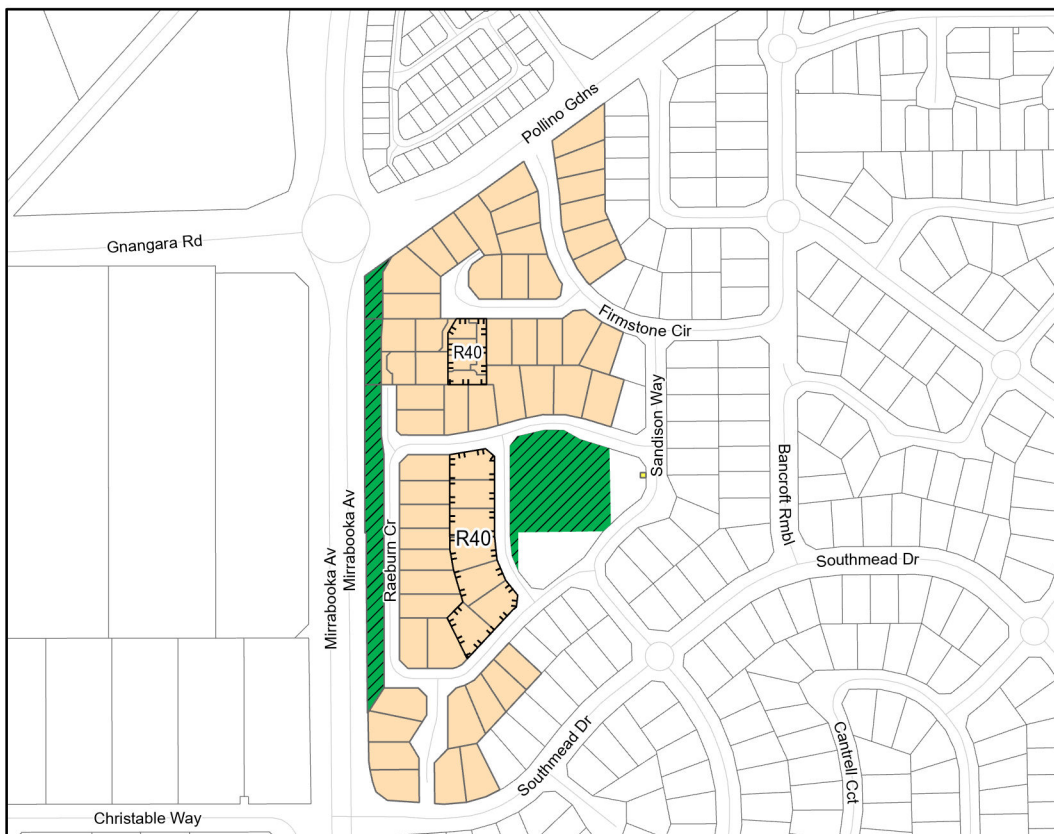 Pollino Gdns
Gnangara Rd
Firmstone Cir
R40
Sandison Way
Bancroft Rmbl
Mirrabooka Av
Mirrabooka Av
Raeburn Cr
R40
Southmead Dr
Southmead Dr
Cantrell Cct
Christable Way